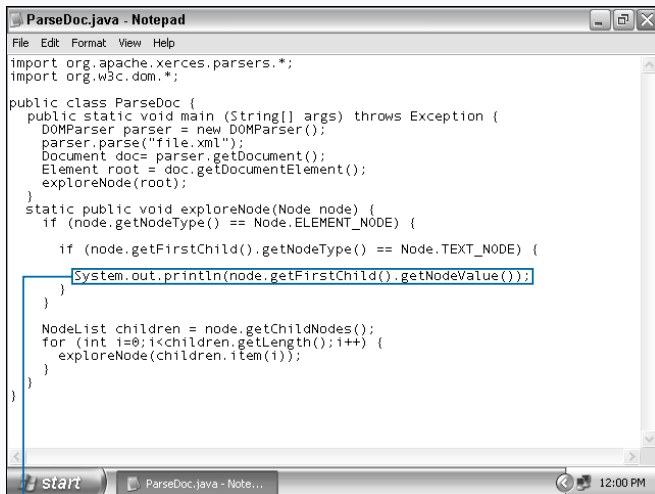 ParseDoc.java - Notepad
File Edit Format View Help
import org.apache.xerces.parsers.*;
import org.w3c.dom.*;
public class ParseDoc {
public static void main (String[] args) throws Exception {
DOMParser parser = new DOMParser();
parser.parse("file.xml");
Document doc= parser.getDocument();
Element root = doc.getDocumentElement();
exploreNode(root);
}
static public void exploreNode(Node node) {
if (node.getNodeType() == Node.ELEMENT_NODE) {
if (node.getFirstChild().getNodeType() == Node.TEXT_NODE) {
System.out.println(node.getFirstChild().getNodeValue());
}
}
NodeList children = node.getChildNodes();
for (int i=0;i<children.getLength();i++) {
exploreNode(children.item(i));
}
}
}
start ParseDoc.java - Note... 12:00 PM